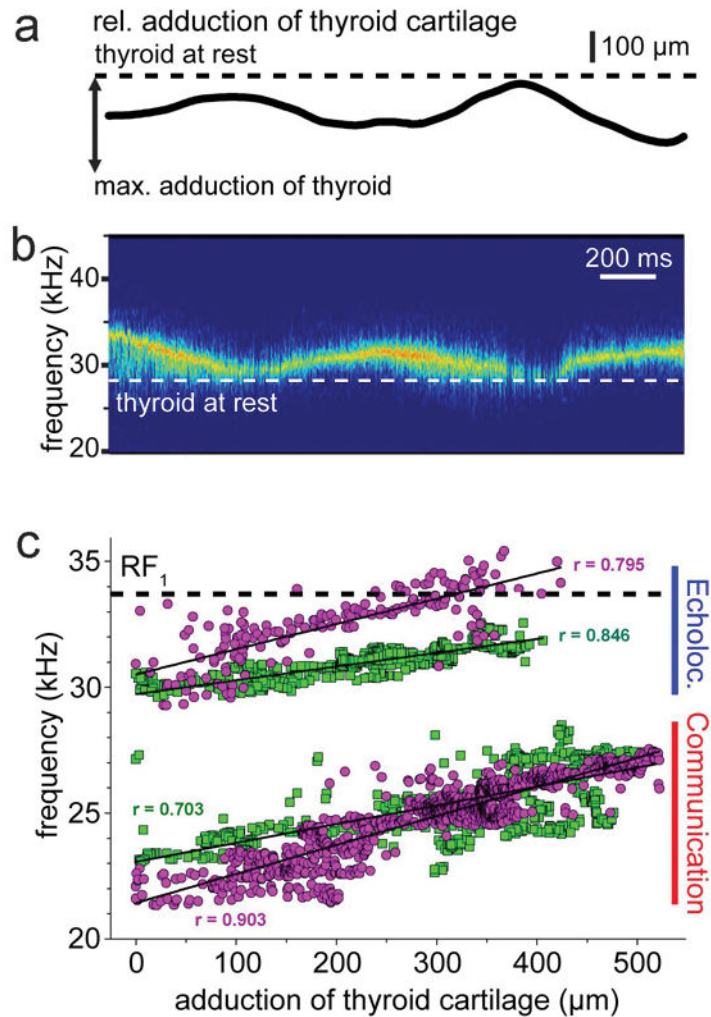 a
rel. adduction of thyroid cartilage
thyroid at rest
100 µm
max. adduction of thyroid
b
frequency (kHz)
40
30
20
200 ms
thyroid at rest
c
frequency (kHz)
35
30
25
20
RF1
r = 0.795
r = 0.846
r = 0.703
r = 0.903
Echoloc.
Communication
0 100 200 300 400 500
adduction of thyroid cartilage (µm)